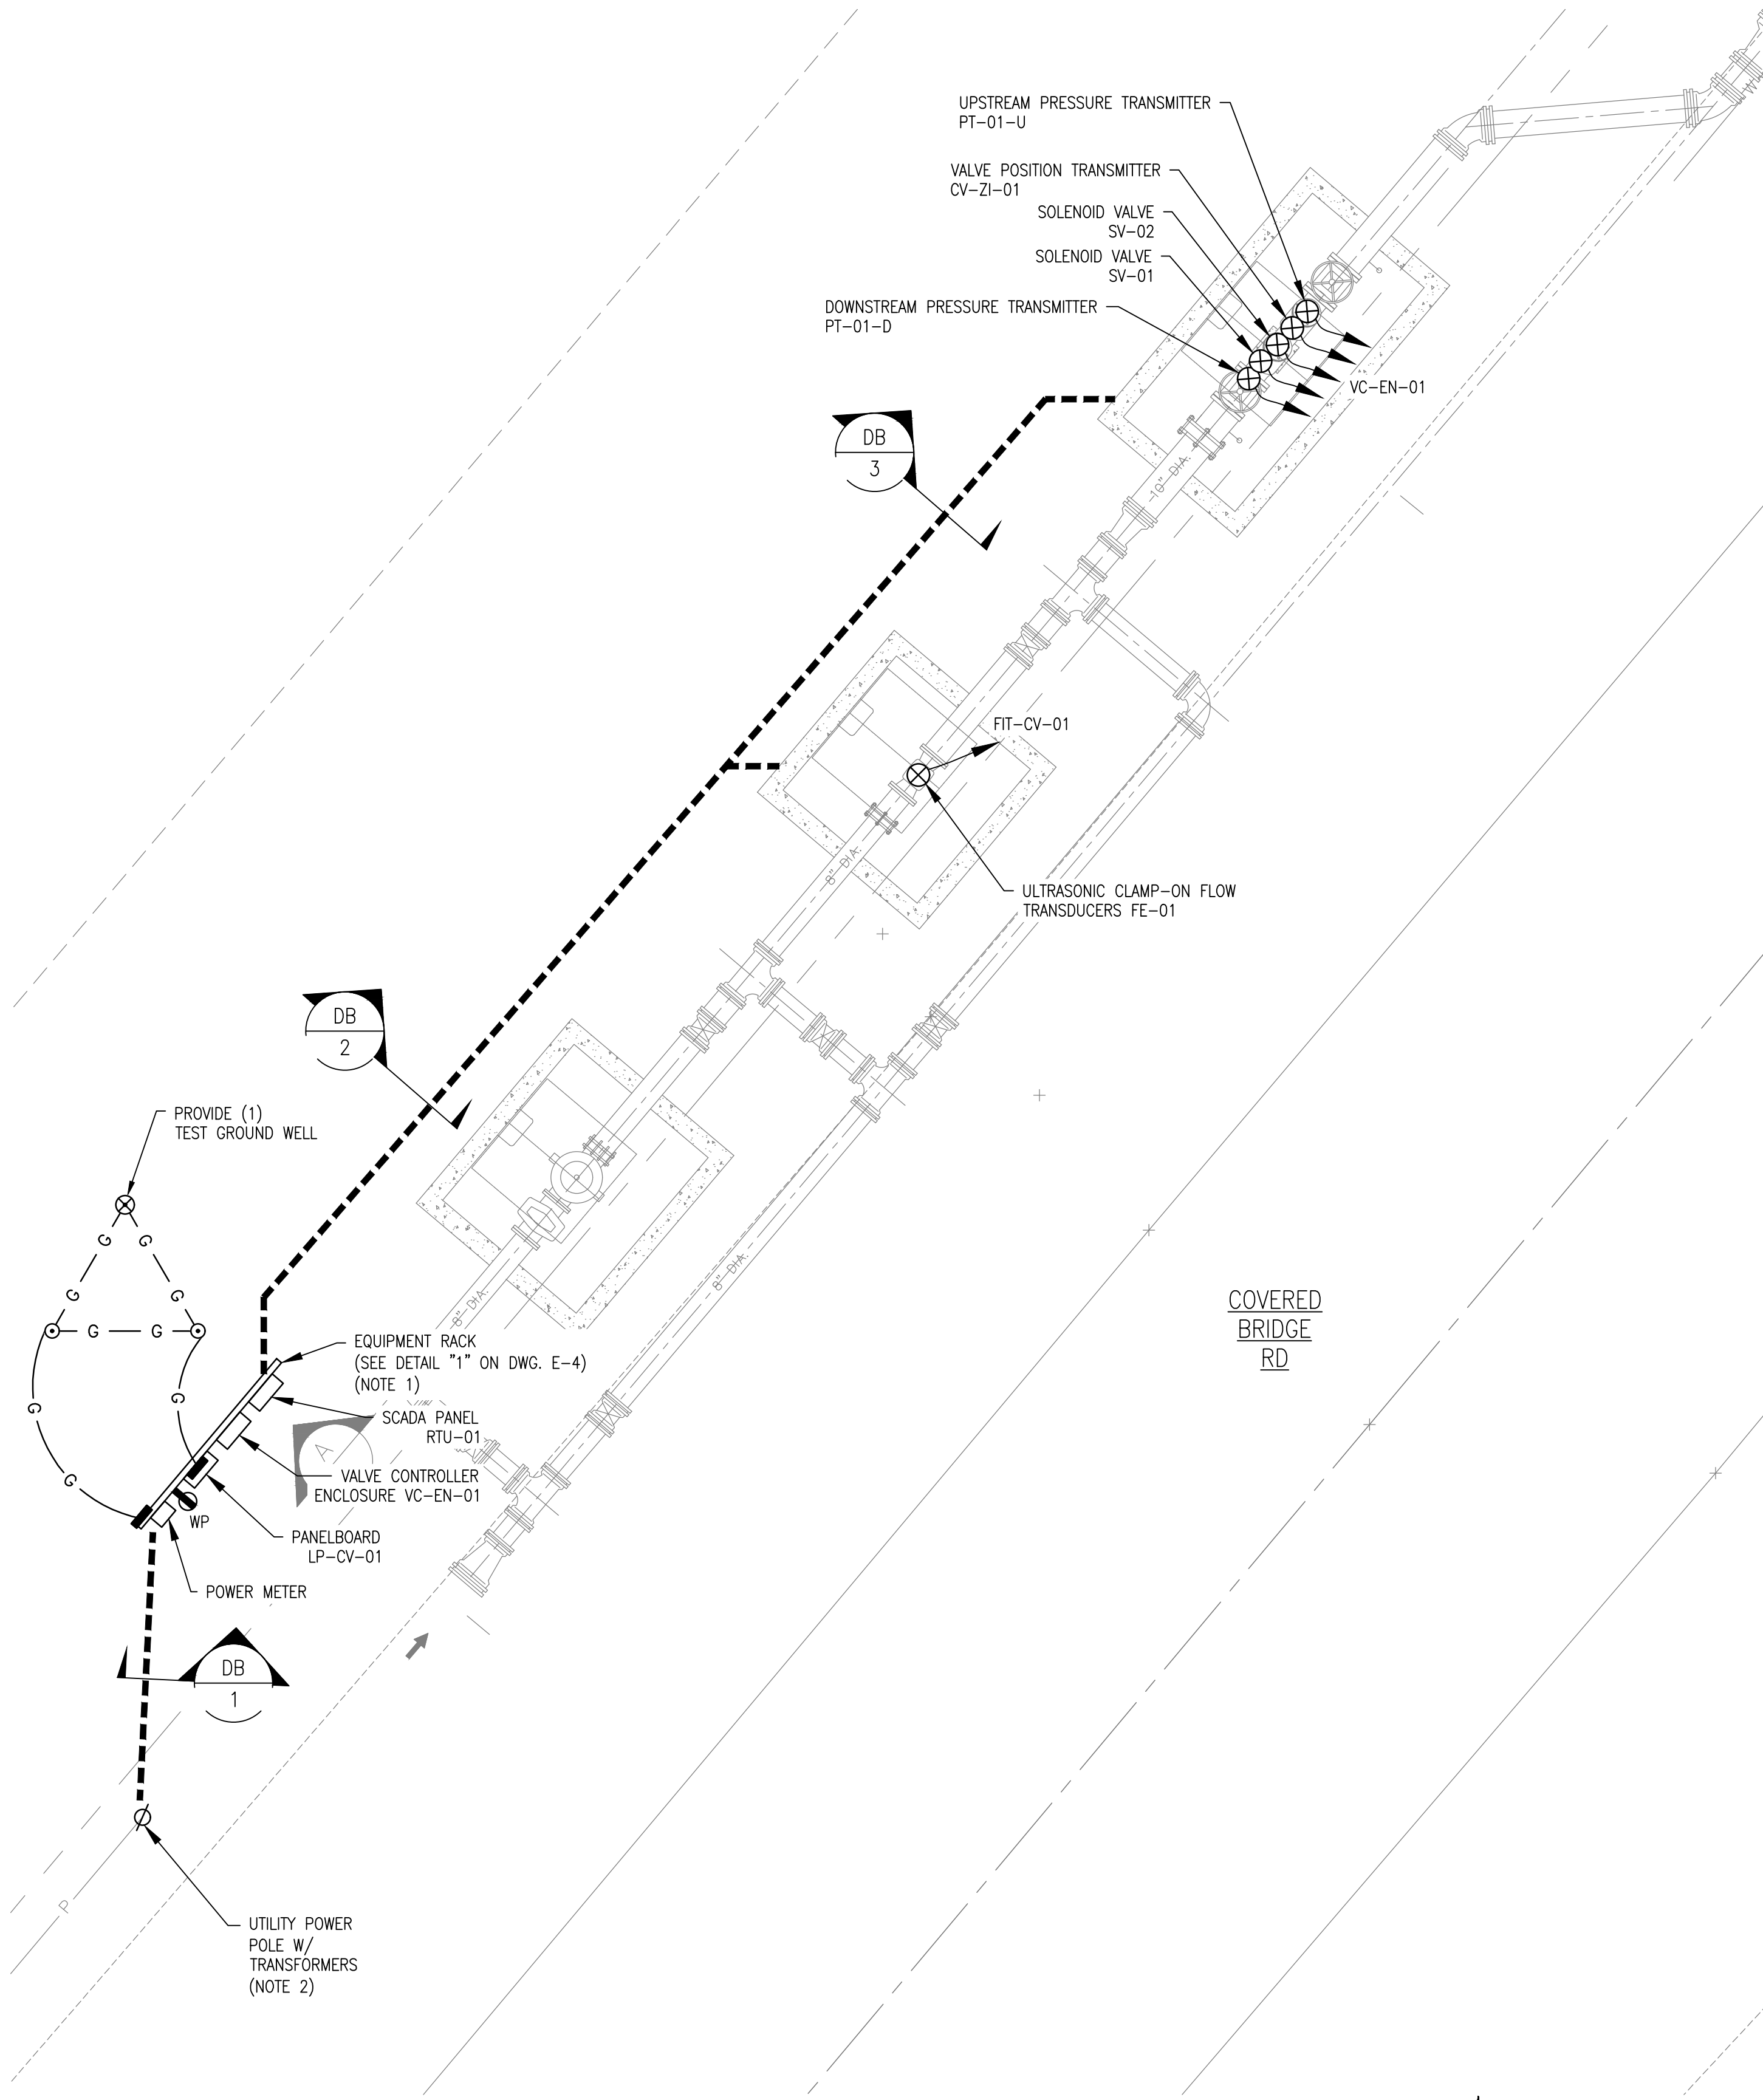 UPSTREAM PRESSURE TRANSMITTER
PT-01-U
VALVE POSITION TRANSMITTER
CV-ZI-01
SOLENOID VALVE
SV-02
SOLENOID VALVE
SV-01
DOWNSTREAM PRESSURE TRANSMITTER
PT-01-D
VC-EN-01
DB
3
10" DIA.
FIT-CV-01
8" DIA.
ULTRASONIC CLAMP-ON FLOW
TRANSDUCERS FE-01
DB
2
PROVIDE (1)
TEST GROUND WELL
G
G
G
G
G
G
G
G
G
8" DIA.
8" DIA.
COVERED
BRIDGE
RD
EQUIPMENT RACK
(SEE DETAIL "1" ON DWG. E-4)
(NOTE 1)
SCADA PANEL
RTU-01
A
VALVE CONTROLLER
ENCLOSURE VC-EN-01
WP
PANELBOARD
LP-CV-01
POWER METER
DB
1
P
UTILITY POWER
POLE W/
TRANSFORMERS
(NOTE 2)